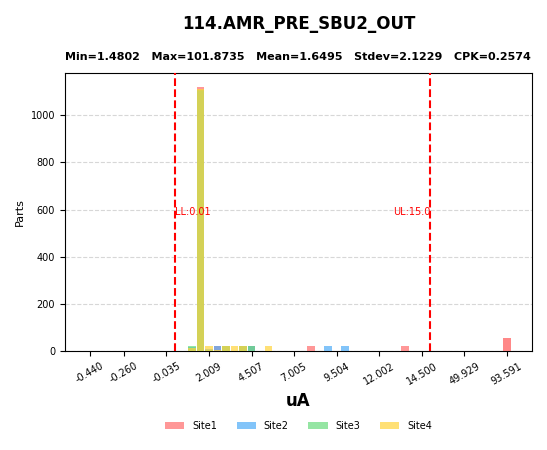 114.AMR_PRE_SBU2_OUT
Min=1.4802 Max=101.8735 Mean=1.6495 Stdev=2.1229 CPK=0.2574
1000
800
600
400
200
0
Parts
LL:0.01
UL:15.0
-0.440
-0.260
-0.035
2.009
4.507
7.005
9.504
12.002
14.500
49.929
93.591
uA
Site1
Site2
Site3
Site4